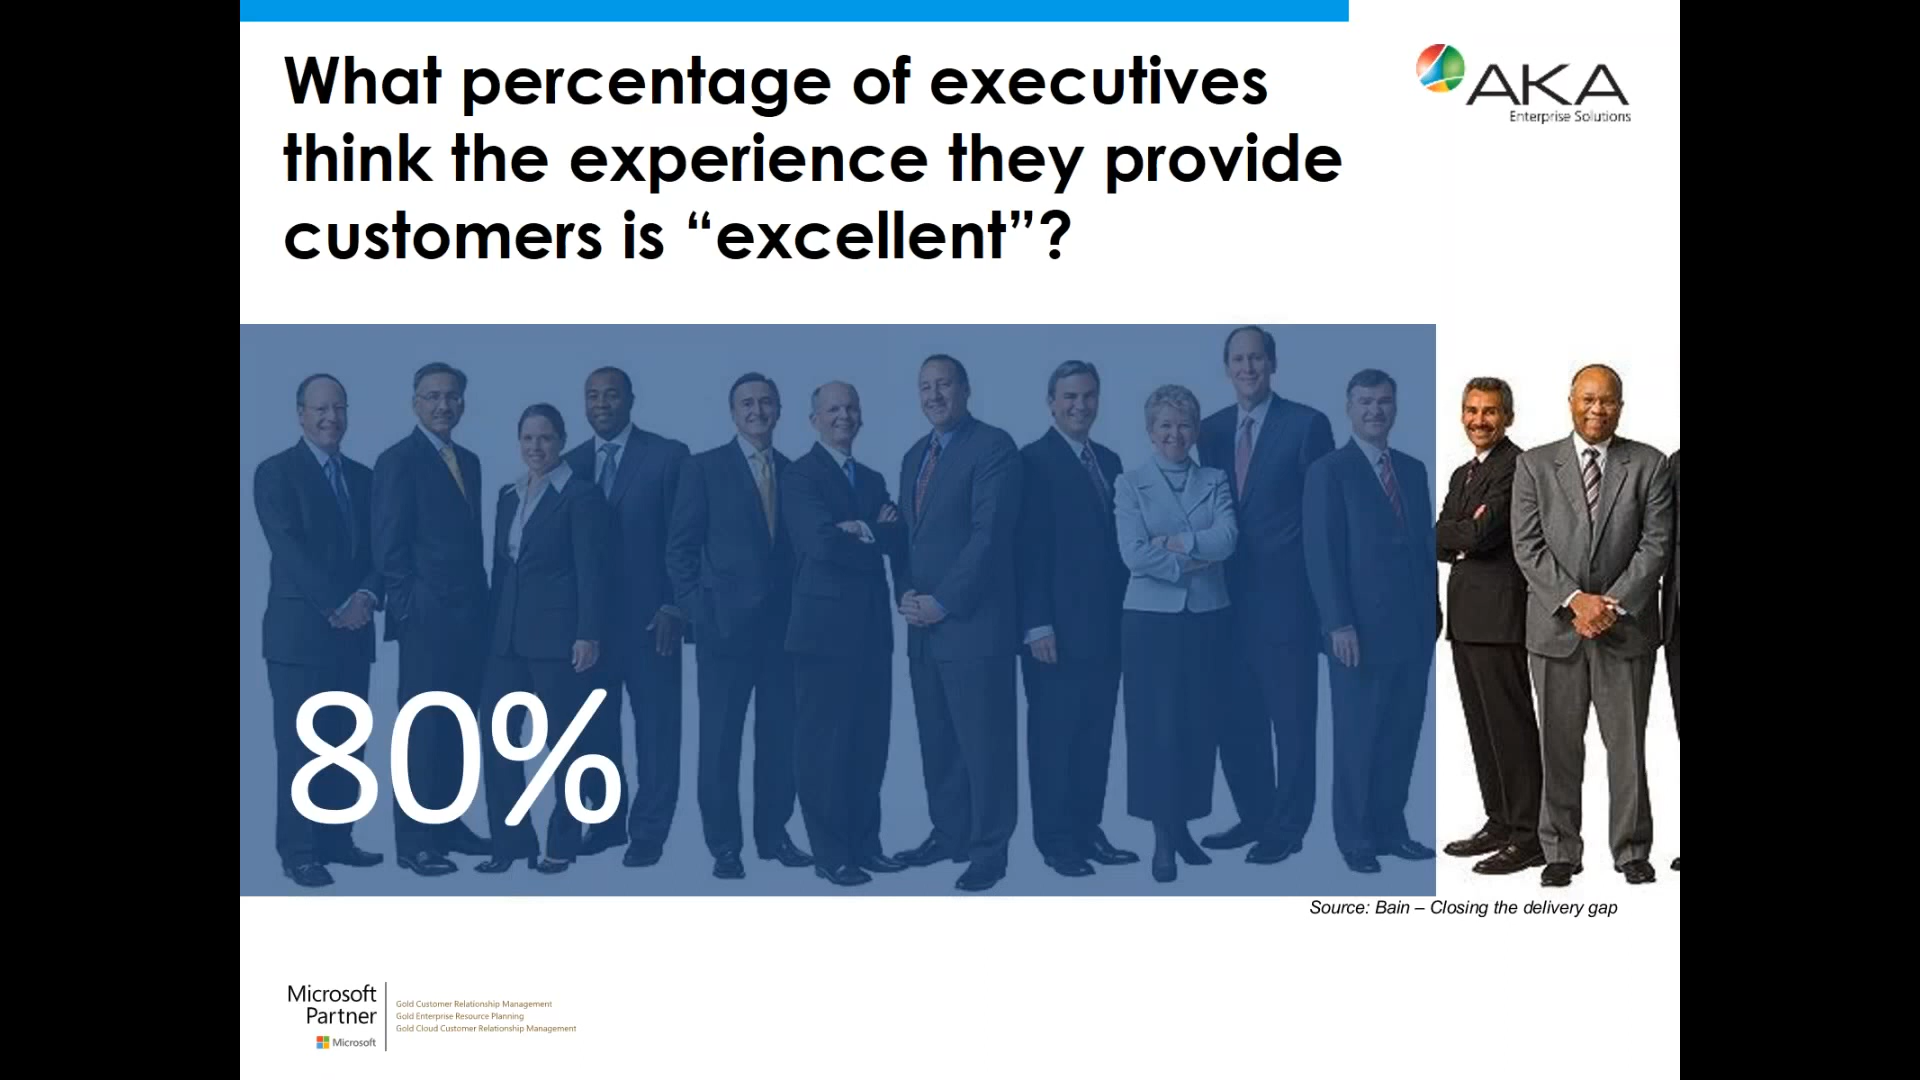 What percentage of executives
think the experience they provide
customers is “excellent”?
AKA
Enterprise Solutions
80%
Source: Bain – Closing the delivery gap
Microsoft
Partner
Microsoft
Gold Customer Relationship Management
Gold Enterprise Resource Planning
Gold Cloud Customer Relationship Management